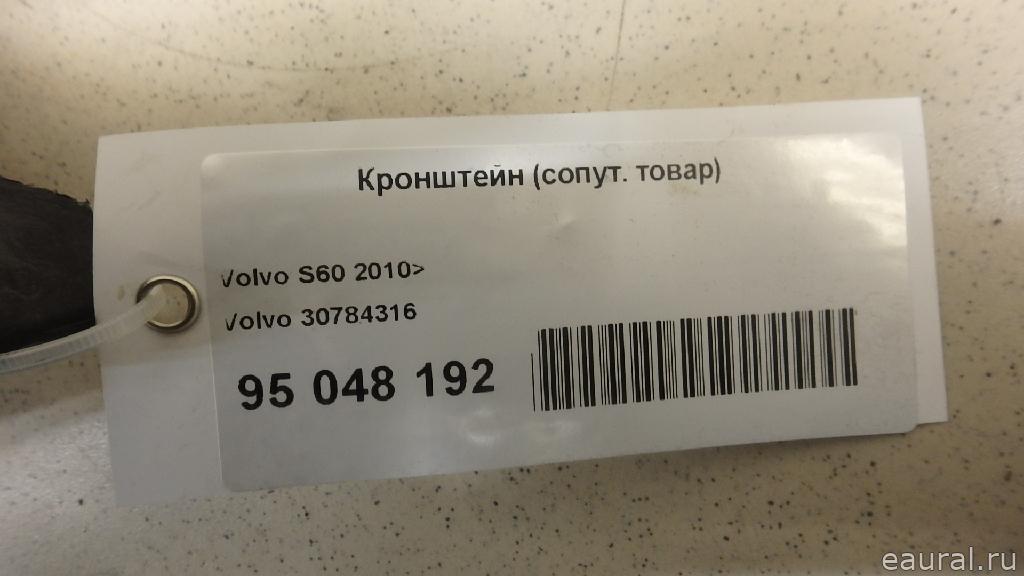 Кронштейн (сопут. товар)
Volvo S60 2010>
Volvo 30784316
95 048 192
eaural.ru